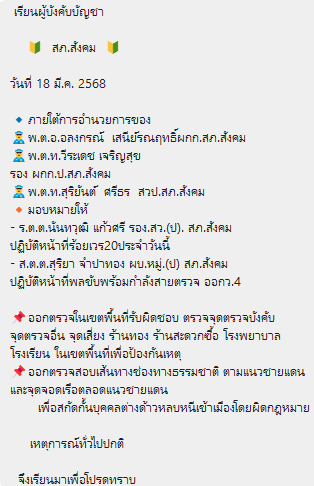 เรียนผู้บังคับบัญชา
🔰 สภ.สังคม 🔰
วันที่ 18 มี.ค. 2568
🔹ภายใต้การอำนวยการของ
👮พ.ต.อ.อลงกรณ์ เสนีย์รณฤทธิ์ผกก.สภ.สังคม
👮พ.ต.ท.วีระเดช เจริญสุข
รอง ผกก.ป.สภ.สังคม
👮พ.ต.ท.สุริยันต์ ศรีธร สวป.สภ.สังคม
🔸มอบหมายให้
- ร.ต.ต.นันทวุฒิ แก้วศรี รอง.สว.(ป). สภ.สังคม
ปฏิบัติหน้าที่ร้อยเวร20ประจำวันนี้
- ส.ต.ต.สุริยา จำปาทอง ผบ.หมู่.(ป) สภ.สังคม
ปฏิบัติหน้าที่พลขับพร้อมกำลังสายตรวจ ออกว.4
📌ออกตรวจในเขตพื้นที่รับผิดชอบ ตรวจจุดตรวจบังคับ
จุดตรวจอื่น จุดเสี่ยง ร้านทอง ร้านสะดวกซื้อ โรงพยาบาล
โรงเรียน ในเขตพื้นที่เพื่อป้องกันเหตุ
📌ออกตรวจสอบเส้นทางช่องทางธรรมชาติ ตามแนวชายแดน
และจุดจอดเรือตลอดแนวชายแดน
เพื่อสกัดกั้นบุคคลต่างด้าวหลบหนีเข้าเมืองโดยผิดกฎหมาย
เหตุการณ์ทั่วไปปกติ
จึงเรียนมาเพื่อโปรดทราบ